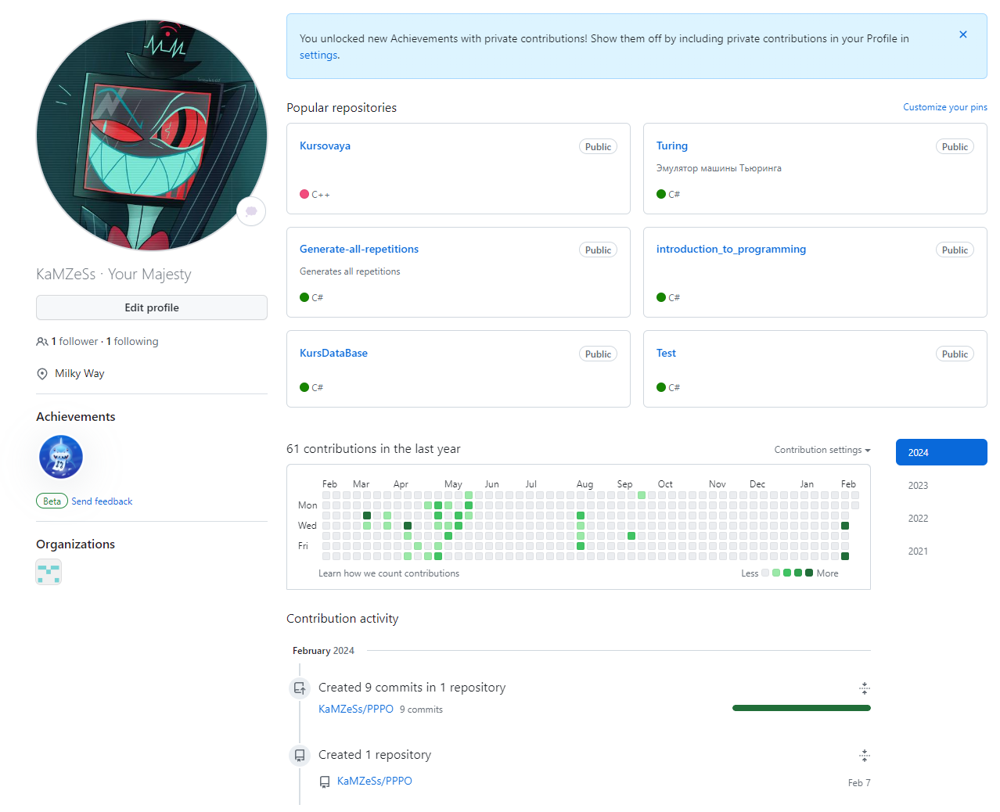 You unlocked new Achievements with private contributions! Show them off by including private contributions in your Profile in
settings.
Popular repositories
Customize your pins
Kursovaya
Public
C++
Turing
Public
Эмулятор машины Тьюринга
C#
Generate-all-repetitions
Public
Generates all repetitions
C#
introduction_to_programming
Public
C#
KursDataBase
Public
C#
Test
Public
C#
KaMZeSs · Your Majesty
Edit profile
1 follower · 1 following
Milky Way
Achievements
Beta Send feedback
Organizations
61 contributions in the last year
Contribution settings
2024
2023
2022
2021
Feb Mar Apr May Jun Jul Aug Sep Oct Nov Dec Jan Feb
Mon
Wed
Fri
Learn how we count contributions
Less More
Contribution activity
February 2024
Created 9 commits in 1 repository
KaMZeSs/PPPO 9 commits
Created 1 repository
KaMZeSs/PPPO
Feb 7